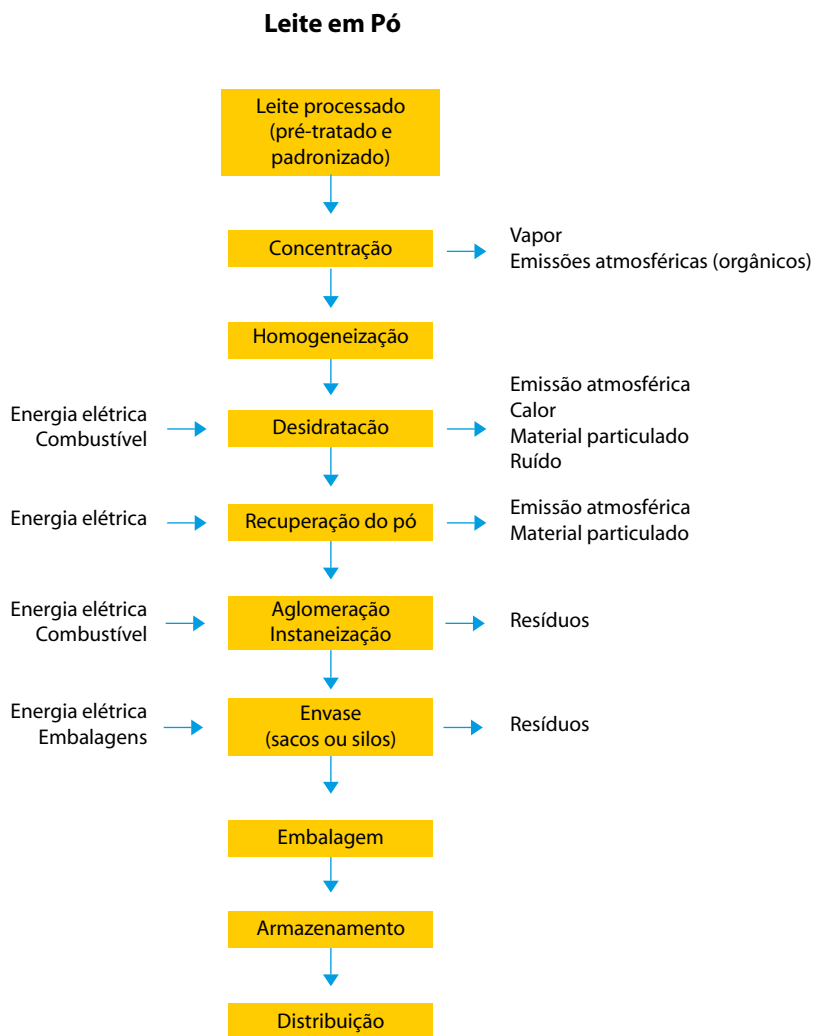 Leite em Pó
Leite processado
(pré-tratado e
padronizado)
Concentração
Vapor
Emissões atmosféricas (orgânicos)
Homogeneização
Energia elétrica
Combustível
Desidratacão
Emissão atmosférica
Calor
Material particulado
Ruído
Energia elétrica
Recuperação do pó
Emissão atmosférica
Material particulado
Energia elétrica
Combustível
Aglomeração
Instaneização
Resíduos
Energia elétrica
Embalagens
Envase
(sacos ou silos)
Resíduos
Embalagem
Armazenamento
Distribuição